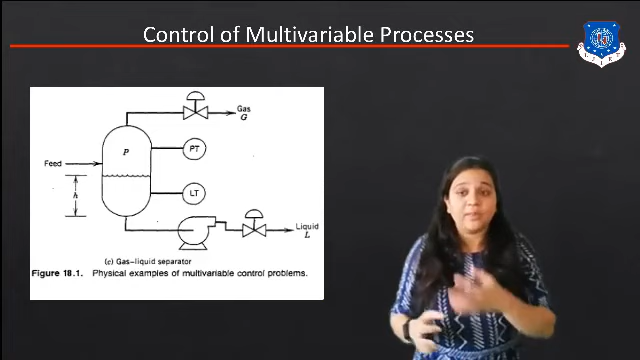 Control of Multivariable Processes
Gas
G
P
PT
Feed
h
LT
Liquid
L
(c) Gas-liquid separator
Figure 18.1. Physical examples of multivariable control problems.